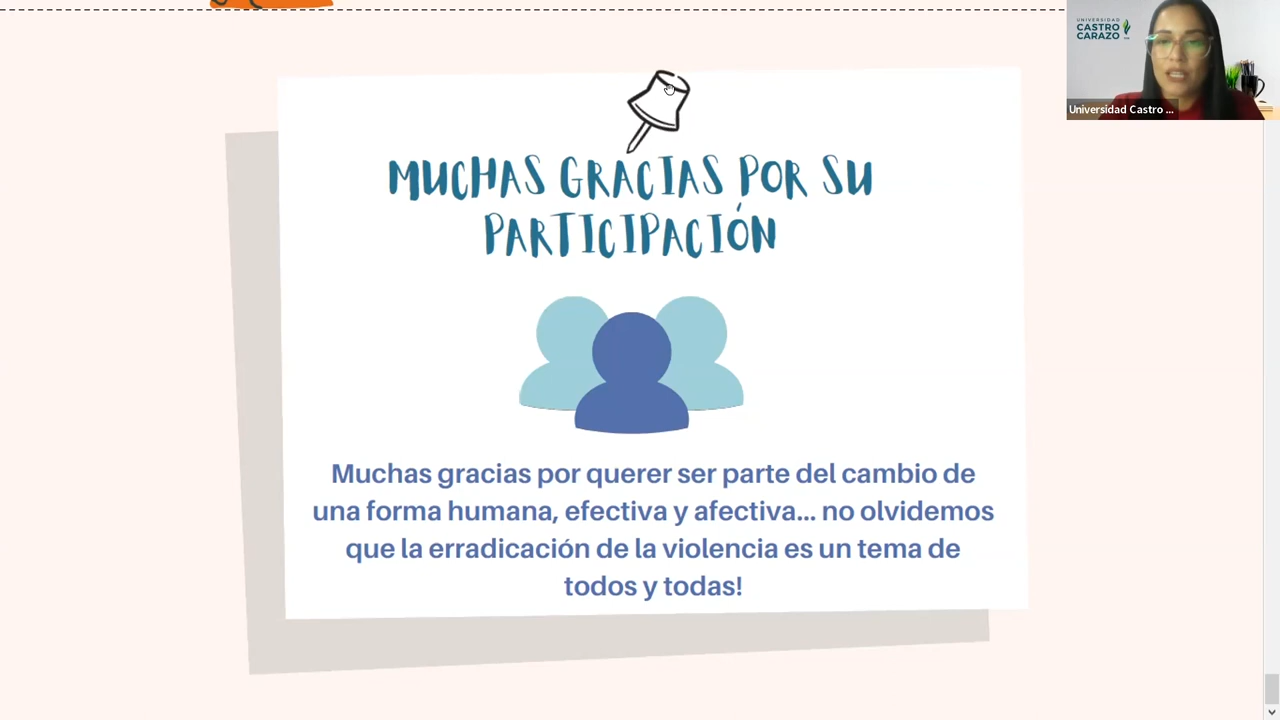 UNIVERSIDAD
CASTRO
CARAZO
Universidad Castro ...
MUCHAS GRACIAS POR SU
PARTICIPACIÓN
Muchas gracias por querer ser parte del cambio de
una forma humana, efectiva y afectiva... no olvidemos
que la erradicación de la violencia es un tema de
todos y todas!